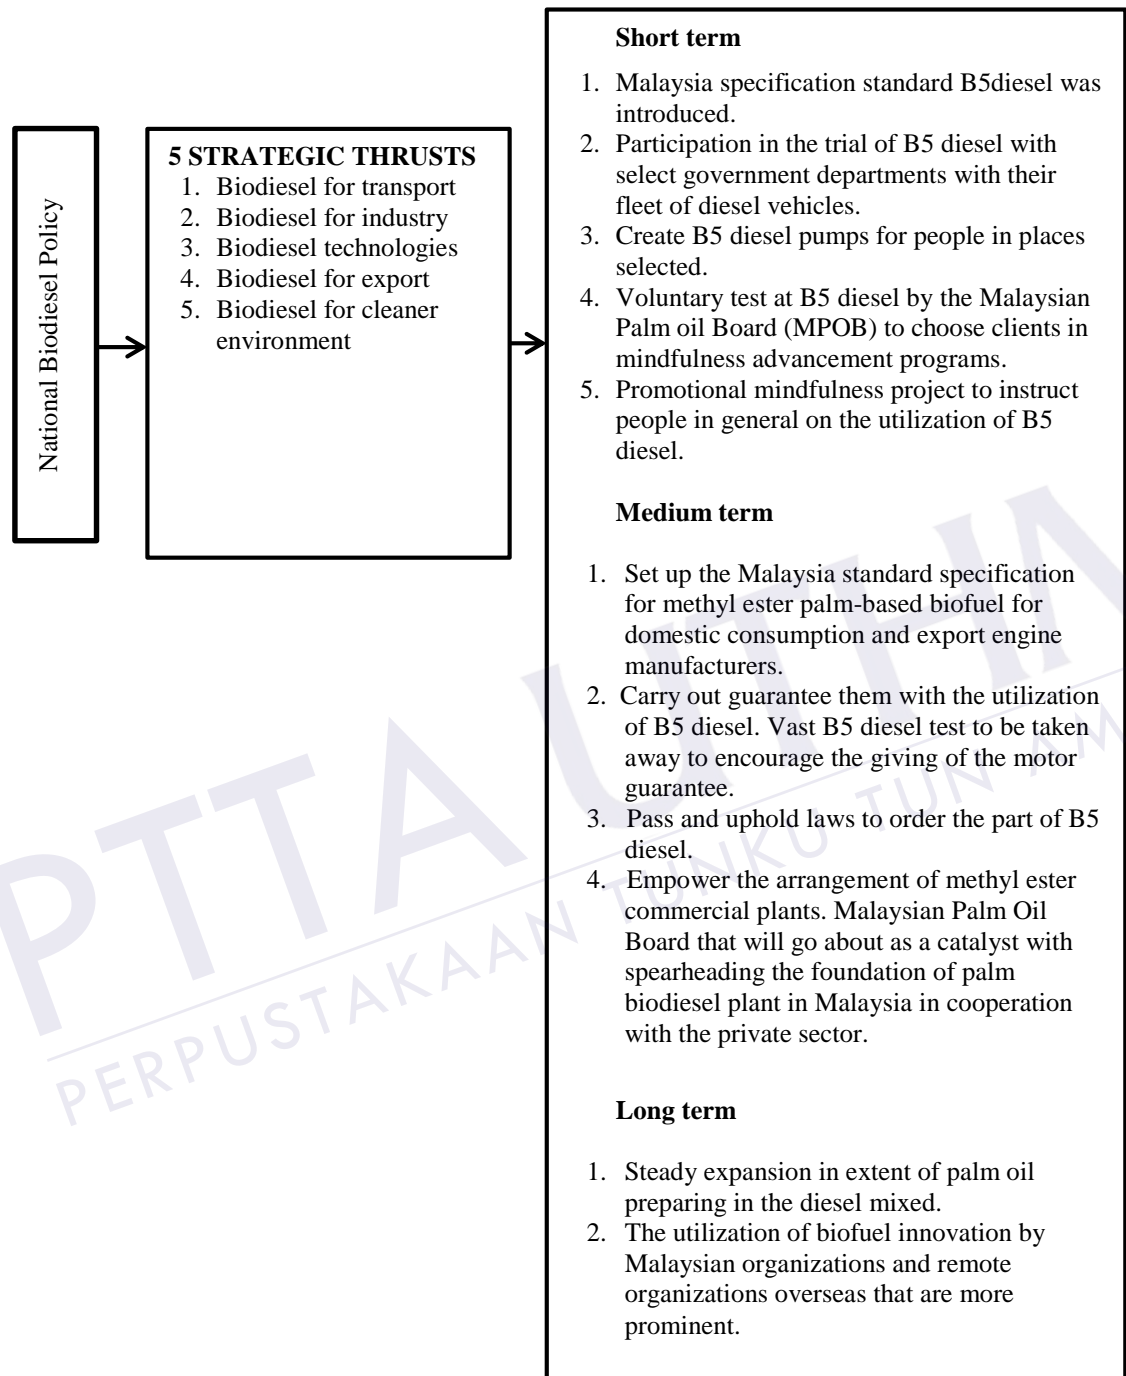 National Biodiesel Policy
5 STRATEGIC THRUSTS
1. Biodiesel for transport
2. Biodiesel for industry
3. Biodiesel technologies
4. Biodiesel for export
5. Biodiesel for cleaner
environment
Short term
1. Malaysia specification standard B5diesel was
introduced.
2. Participation in the trial of B5 diesel with
select government departments with their
fleet of diesel vehicles.
3. Create B5 diesel pumps for people in places
selected.
4. Voluntary test at B5 diesel by the Malaysian
Palm oil Board (MPOB) to choose clients in
mindfulness advancement programs.
5. Promotional mindfulness project to instruct
people in general on the utilization of B5
diesel.
Medium term
1. Set up the Malaysia standard specification
for methyl ester palm-based biofuel for
domestic consumption and export engine
manufacturers.
2. Carry out guarantee them with the utilization
of B5 diesel. Vast B5 diesel test to be taken
away to encourage the giving of the motor
guarantee.
3. Pass and uphold laws to order the part of B5
diesel.
4. Empower the arrangement of methyl ester
commercial plants. Malaysian Palm Oil
Board that will go about as a catalyst with
spearheading the foundation of palm
biodiesel plant in Malaysia in cooperation
with the private sector.
Long term
1. Steady expansion in extent of palm oil
preparing in the diesel mixed.
2. The utilization of biofuel innovation by
Malaysian organizations and remote
organizations overseas that are more
prominent.
PTTA UTHM
PERPUSTAKAAN TUNKU TUN AM